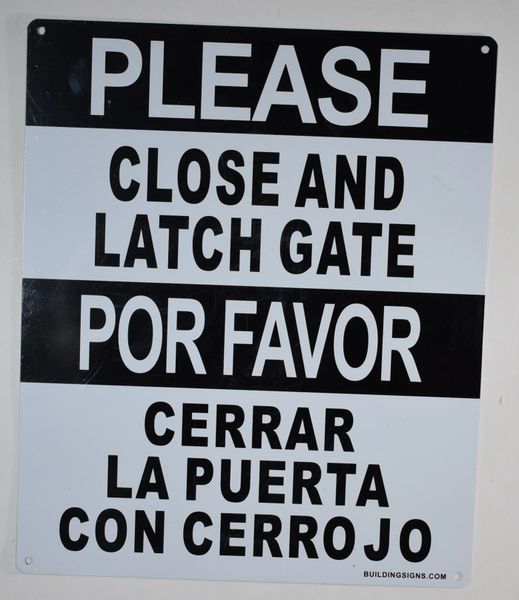 PLEASE
CLOSE AND
LATCH GATE
POR FAVOR
CERRAR
LA PUERTA
CON CERROJO
BUILDINGSIGNS.COM